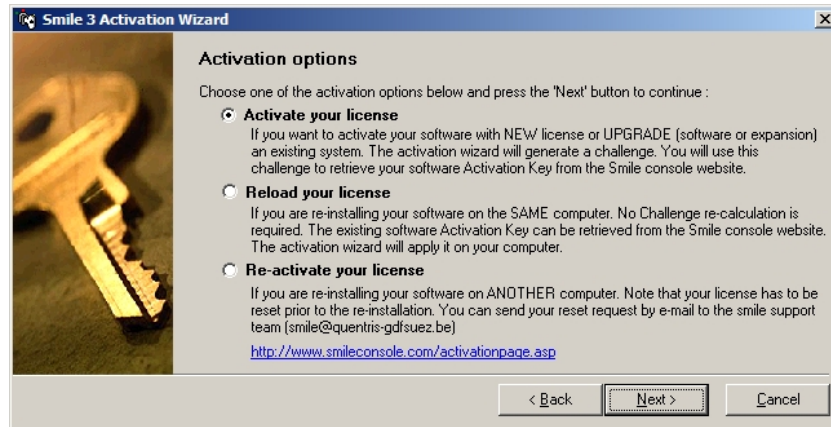 Smile 3 Activation Wizard
Activation options
Choose one of the activation options below and press the 'Next' button to continue :
Activate your license
If you want to activate your software with NEW license or UPGRADE (software or expansion)
an existing system. The activation wizard will generate a challenge. You will use this
challenge to retrieve your software Activation Key from the Smile console website.
Reload your license
If you are re-installing your software on the SAME computer. No Challenge re-calculation is
required. The existing software Activation Key can be retrieved from the Smile console website.
The activation wizard will apply it on your computer.
Re-activate your license
If you are re-installing your software on ANOTHER computer. Note that your license has to be
reset prior to the re-installation. You can send your reset request by e-mail to the smile support
team (smile@quentris-gdfsuez.be)
http://www.smileconsole.com/activationpage.asp
< Back
Next >
Cancel